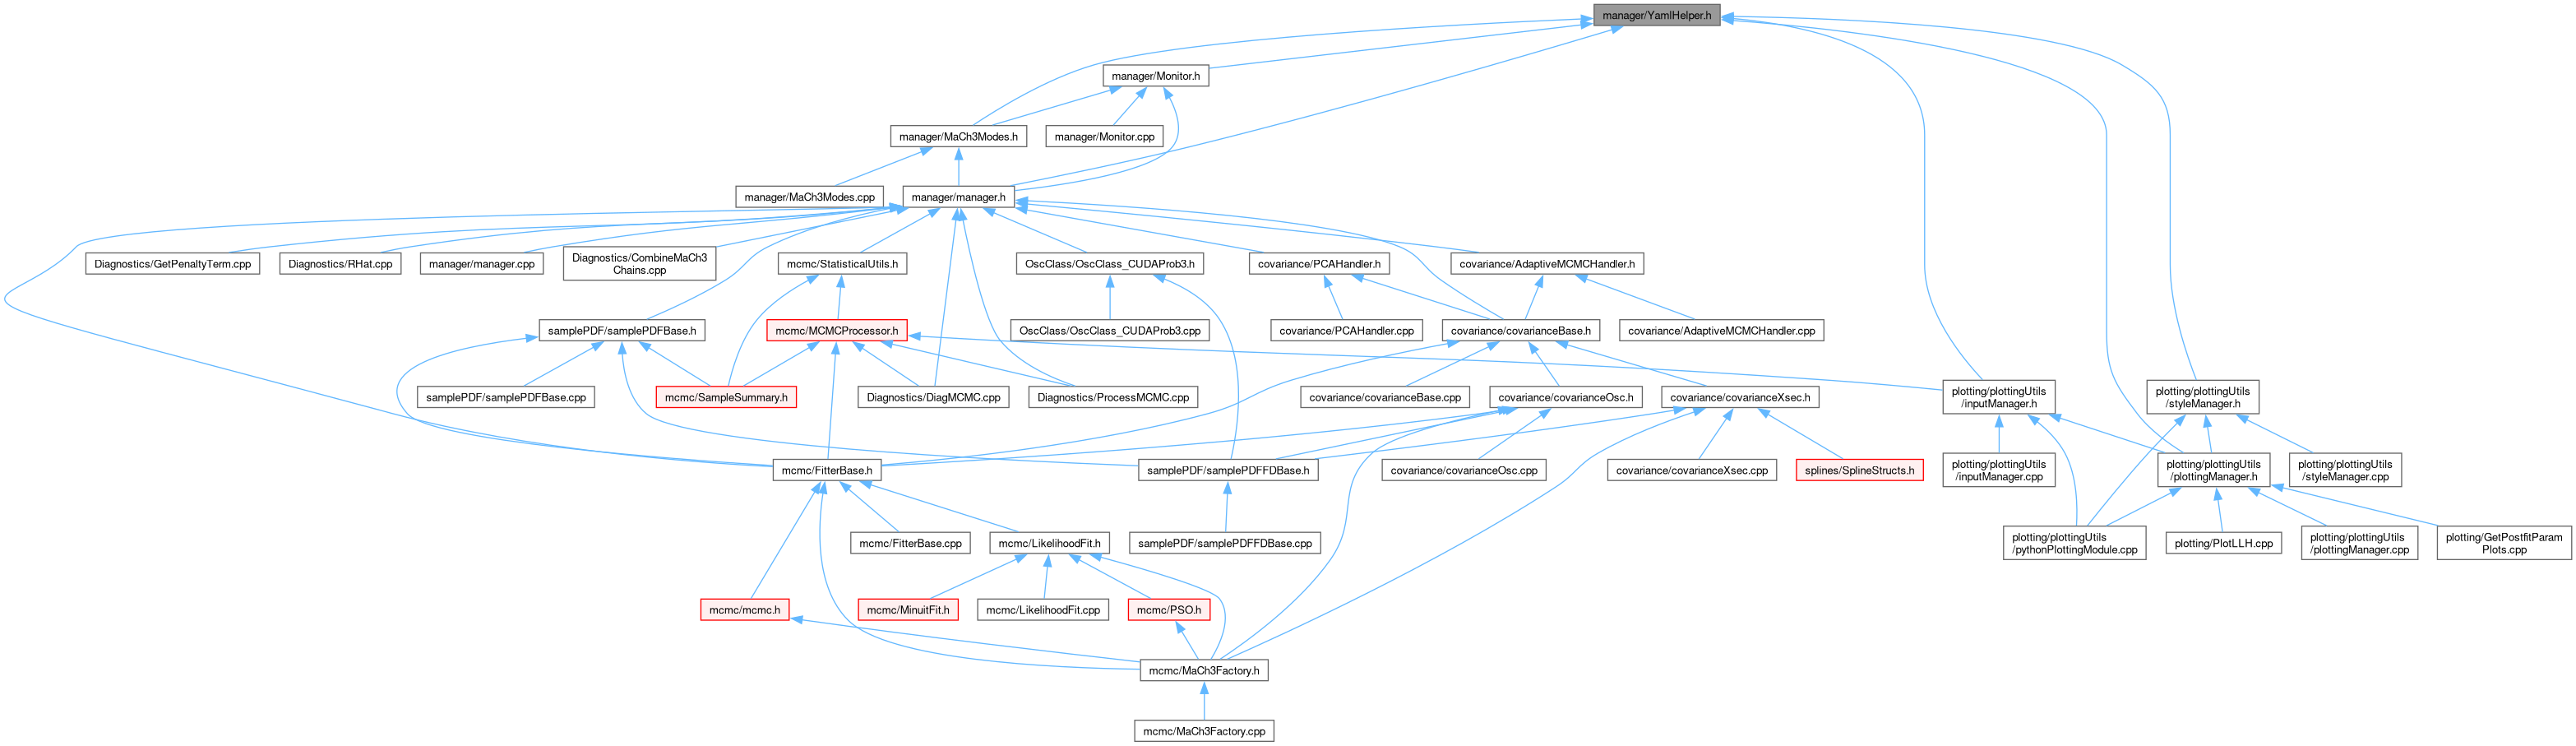 manager/YamlHelper.h
manager/Monitor.h
manager/MaCh3Modes.h
manager/Monitor.cpp
manager/MaCh3Modes.cpp
manager/manager.h
Diagnostics/GetPenaltyTerm.cpp
Diagnostics/RHat.cpp
manager/manager.cpp
Diagnostics/CombineMaCh3
Chains.cpp
mcmc/StatisticalUtils.h
OscClass/OscClass_CUDAProb3.h
covariance/PCAHandler.h
covariance/AdaptiveMCMCHandler.h
samplePDF/samplePDFBase.h
mcmc/MCMCProcessor.h
OscClass/OscClass_CUDAProb3.cpp
covariance/PCAHandler.cpp
covariance/covarianceBase.h
covariance/AdaptiveMCMCHandler.cpp
samplePDF/samplePDFBase.cpp
mcmc/SampleSummary.h
Diagnostics/DiagMCMC.cpp
Diagnostics/ProcessMCMC.cpp
covariance/covarianceBase.cpp
covariance/covarianceOsc.h
covariance/covarianceXsec.h
plotting/plottingUtils
/inputManager.h
plotting/plottingUtils
/styleManager.h
mcmc/FitterBase.h
samplePDF/samplePDFFDBase.h
covariance/covarianceOsc.cpp
covariance/covarianceXsec.cpp
splines/SplineStructs.h
plotting/plottingUtils
/inputManager.cpp
plotting/plottingUtils
/plottingManager.h
plotting/plottingUtils
/styleManager.cpp
mcmc/FitterBase.cpp
mcmc/LikelihoodFit.h
samplePDF/samplePDFFDBase.cpp
plotting/plottingUtils
/pythonPlottingModule.cpp
plotting/PlotLLH.cpp
plotting/plottingUtils
/plottingManager.cpp
plotting/GetPostfitParam
Plots.cpp
mcmc/mcmc.h
mcmc/MinuitFit.h
mcmc/LikelihoodFit.cpp
mcmc/PSO.h
mcmc/MaCh3Factory.h
mcmc/MaCh3Factory.cpp